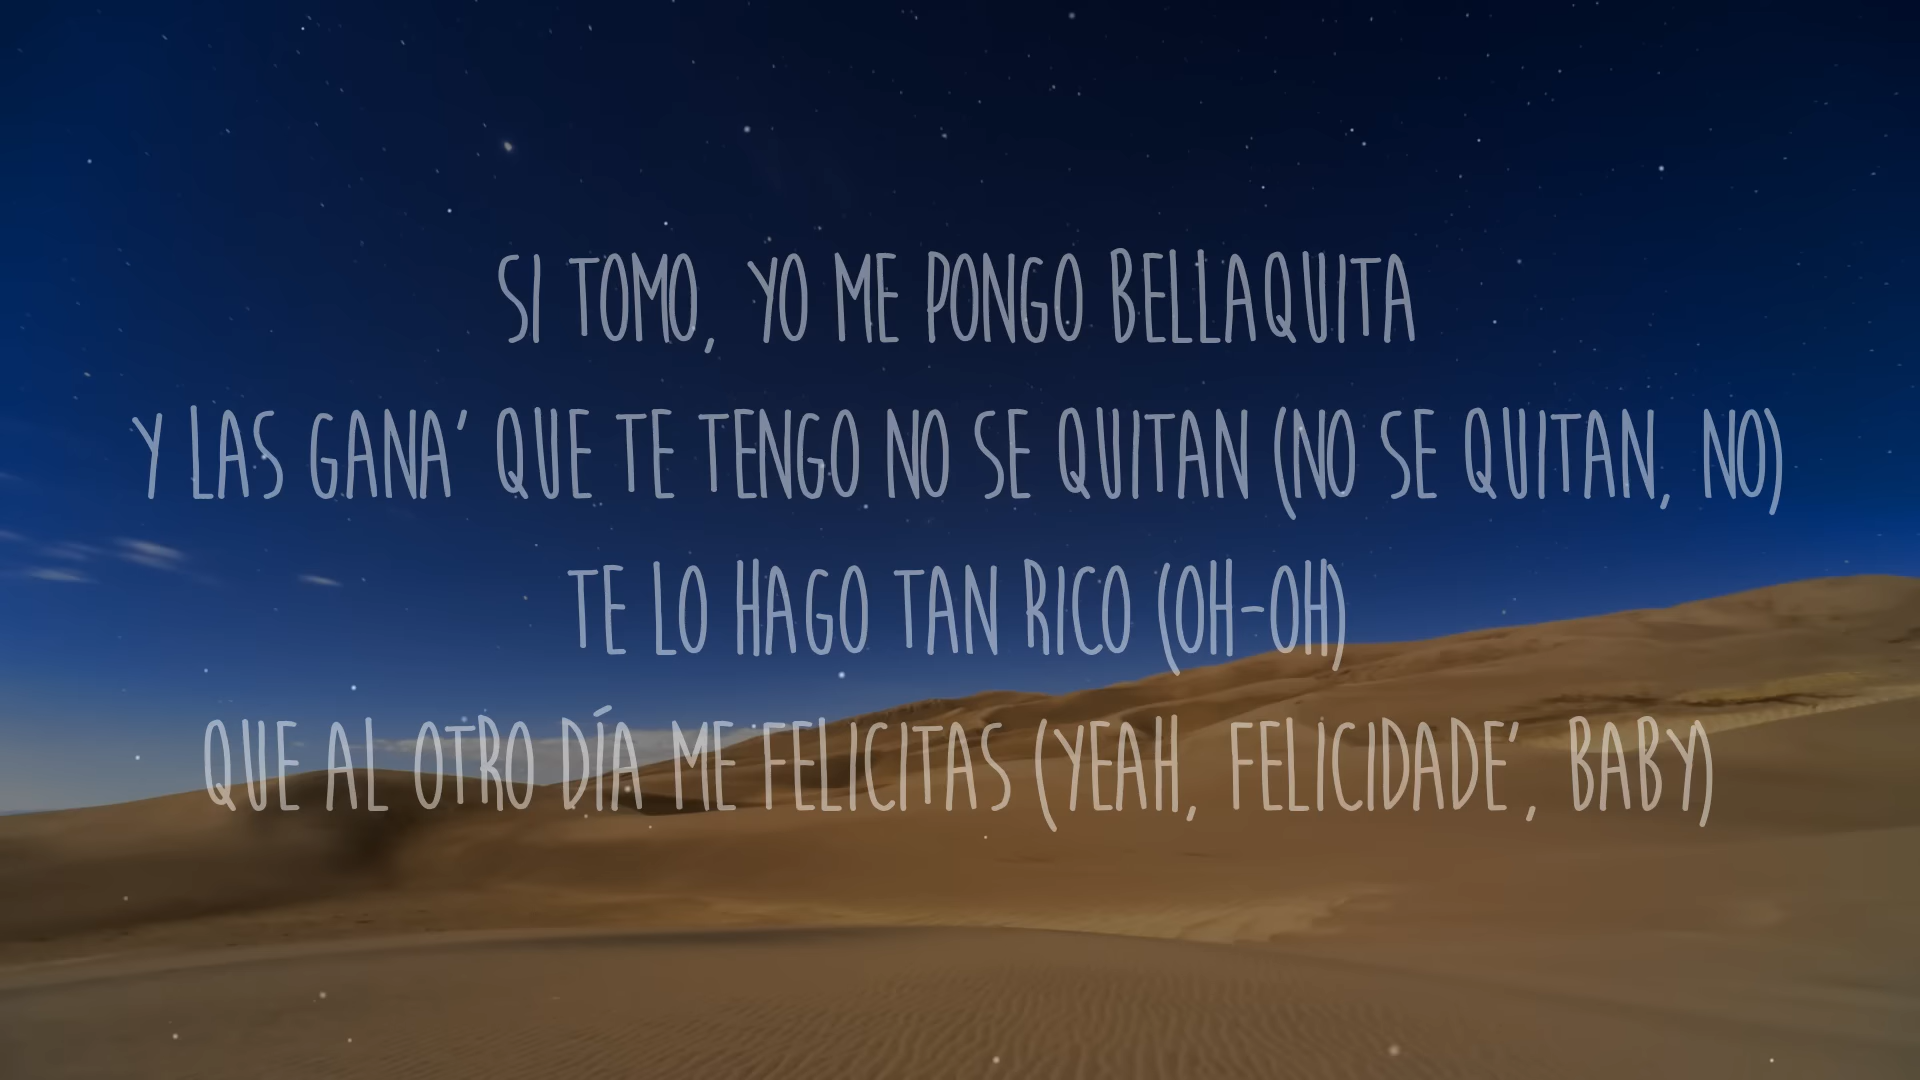 SI TOMO, YO ME PONGO BELLAQUITA
Y LAS GANA' QUE TE TENGO NO SE QUITAN (NO SE QUITAN, NO)
TE LO HAGO TAN RICO (OH-OH)
QUE AL OTRO DÍA ME FELICITAS (YEAH, FELICIDADE', BABY)